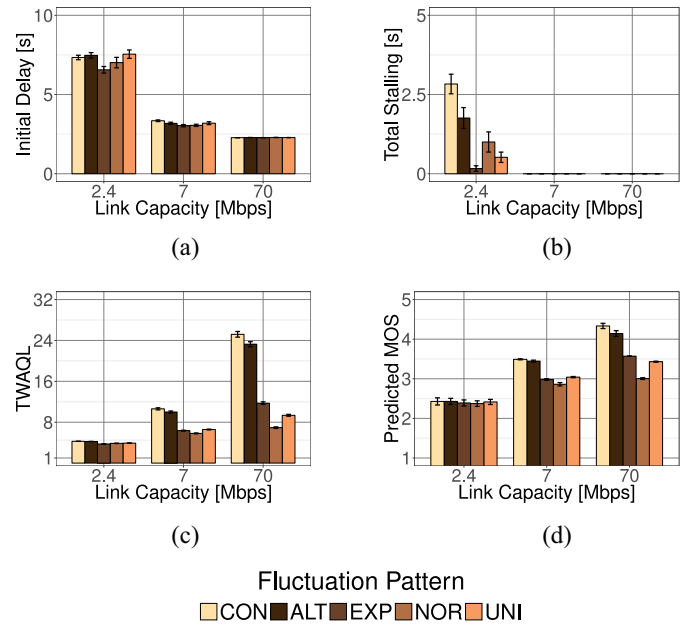 10
5
0
Initial Delay [s]
2.4 7 70
Link Capacity [Mbps]
(a)
5
2.5
0
Total Stalling [s]
2.4 7 70
Link Capacity [Mbps]
(b)
32
24
16
8
1
TWAQL
2.4 7 70
Link Capacity [Mbps]
(c)
5
4
3
2
1
Predicted MOS
2.4 7 70
Link Capacity [Mbps]
(d)
Fluctuation Pattern
CON ALT EXP NOR UNI